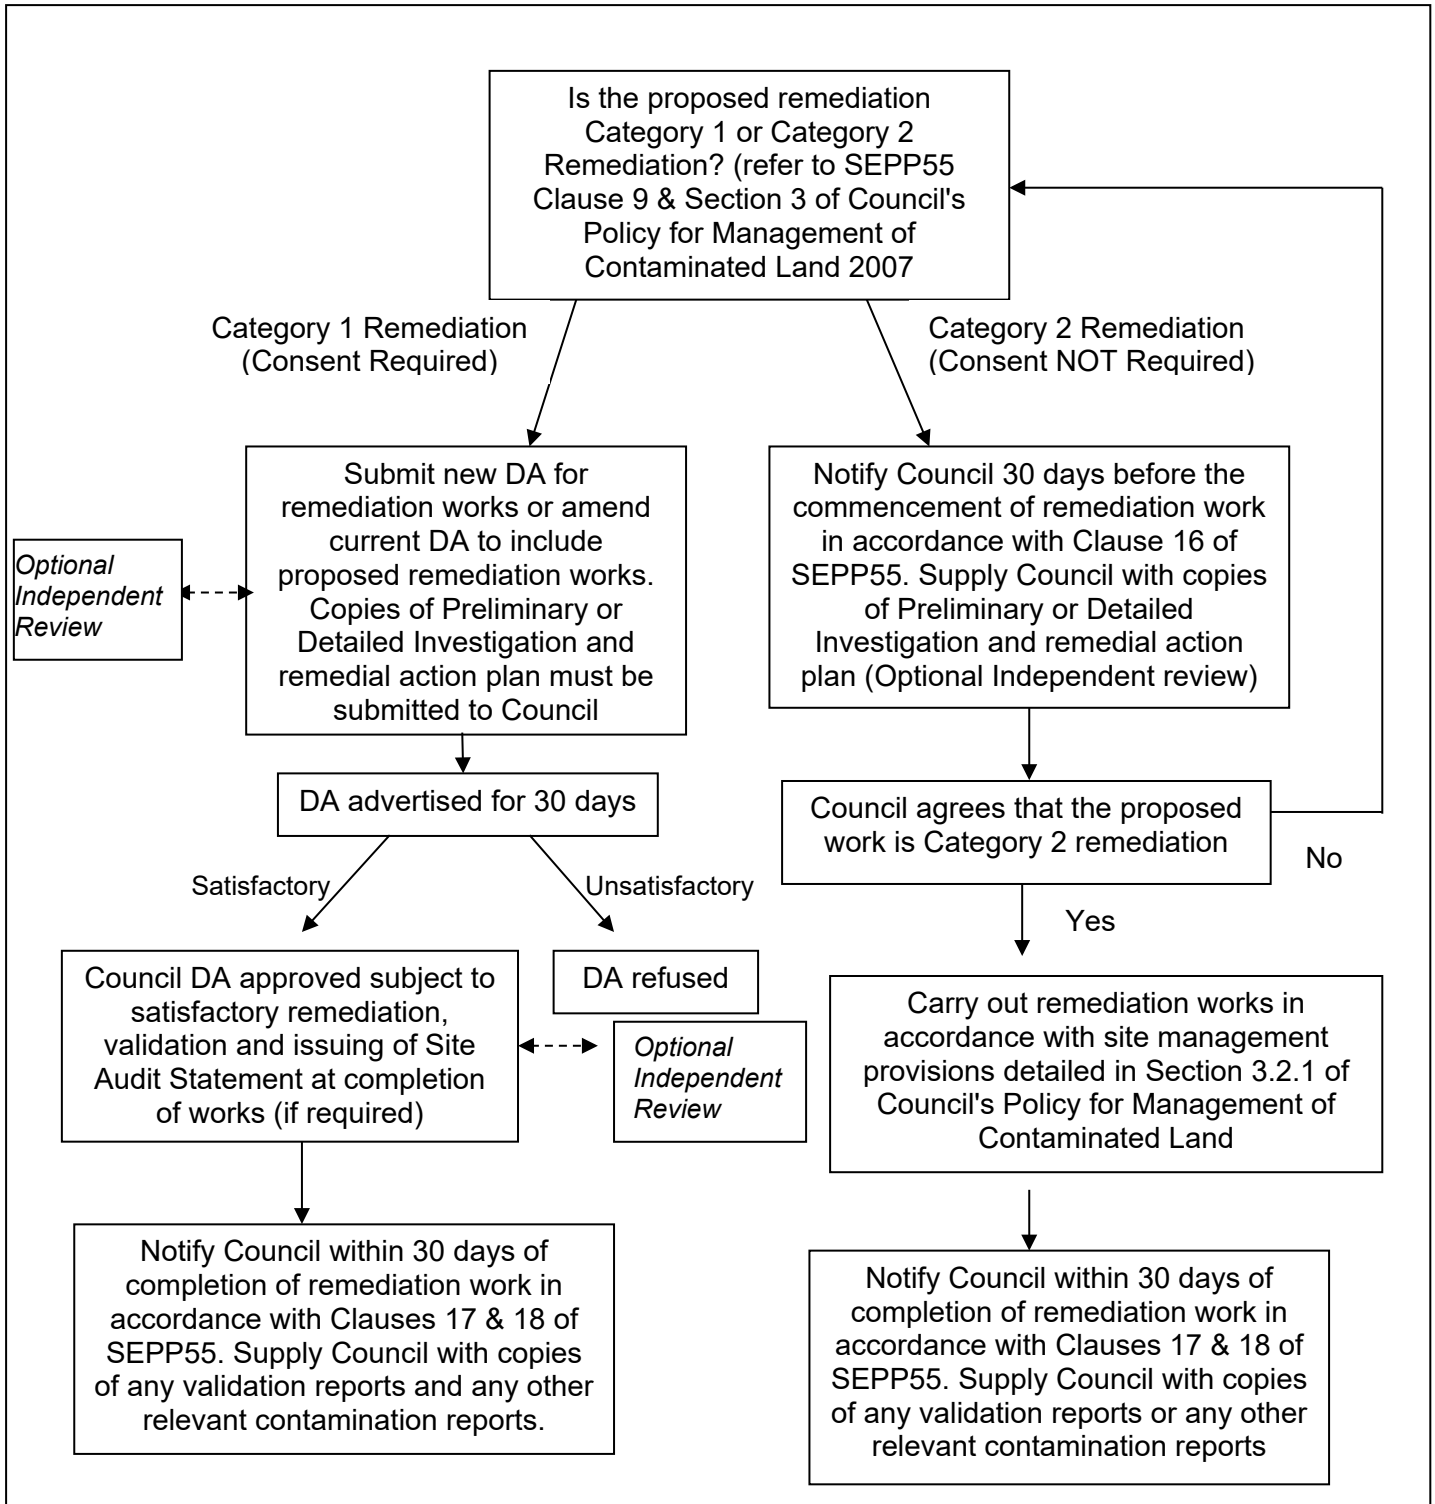 Is the proposed remediation
Category 1 or Category 2
Remediation? (refer to SEPP55
Clause 9 & Section 3 of Council's
Policy for Management of
Contaminated Land 2007
Category 1 Remediation
(Consent Required)
Category 2 Remediation
(Consent NOT Required)
Submit new DA for
remediation works or amend
current DA to include
proposed remediation works.
Copies of Preliminary or
Detailed Investigation and
remedial action plan must be
submitted to Council
Optional
Independent
Review
Notify Council 30 days before the
commencement of remediation work
in accordance with Clause 16 of
SEPP55. Supply Council with copies
of Preliminary or Detailed
Investigation and remedial action
plan (Optional Independent review)
DA advertised for 30 days
Council agrees that the proposed
work is Category 2 remediation
No
Satisfactory
Unsatisfactory
Yes
Council DA approved subject to
satisfactory remediation,
validation and issuing of Site
Audit Statement at completion
of works (if required)
DA refused
Optional
Independent
Review
Carry out remediation works in
accordance with site management
provisions detailed in Section 3.2.1 of
Council's Policy for Management of
Contaminated Land
Notify Council within 30 days of
completion of remediation work in
accordance with Clauses 17 & 18 of
SEPP55. Supply Council with copies
of any validation reports and any other
relevant contamination reports.
Notify Council within 30 days of
completion of remediation work in
accordance with Clauses 17 & 18 of
SEPP55. Supply Council with copies
of any validation reports or any other
relevant contamination reports